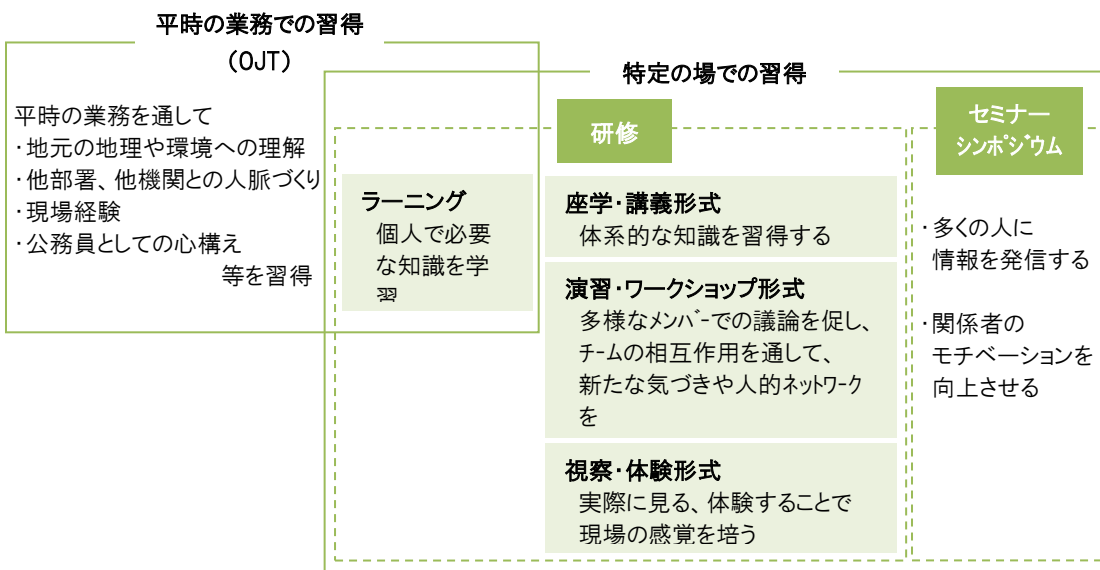 平時の業務での習得
（OJT）
平時の業務を通して
・地元の地理や環境への理解
・他部署、他機関との人脈づくり
・現場経験
・公務員としての心構え
等を習得
特定の場での習得
研修
ラーニング
個人で必要
な知識を学
習
座学・講義形式
体系的な知識を習得する
演習・ワークショップ形式
多様なメンバーでの議論を促し、
チームの相互作用を通して、
新たな気づきや人的ネットワーク
を
視察・体験形式
実際に見る、体験することで
現場の感覚を培う
セミナー
シンポジウム
・多くの人に
情報を発信する
・関係者の
モチベーションを
向上させる